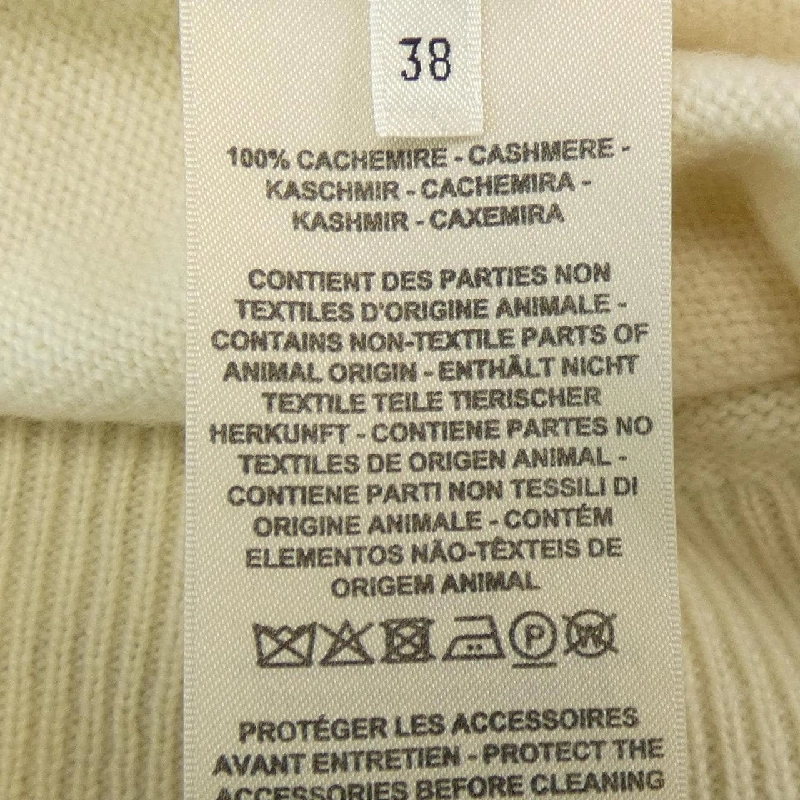 38
100% CACHEMIRE - CASHMERE -
KASCHMIR - CACHEMIRA -
KASHMIR - CAXEMIRA
CONTIENT DES PARTIES NON
TEXTILES D'ORIGINE ANIMALE -
CONTAINS NON-TEXTILE PARTS OF
ANIMAL ORIGIN - ENTHÄLT NICHT
TEXTILE TEILE TIERISCHER
HERKUNFT - CONTIENE PARTES NO
TEXTILES DE ORIGEN ANIMAL -
CONTIENE PARTI NON TESSILI DI
ORIGINE ANIMALE - CONTÉM
ELEMENTOS NÃO-TÊXTEIS DE
ORIGEM ANIMAL
P W
PROTÉGER LES ACCESSOIRES
AVANT ENTRETIEN - PROTECT THE
ACCESSORIES BEFORE CLEANING